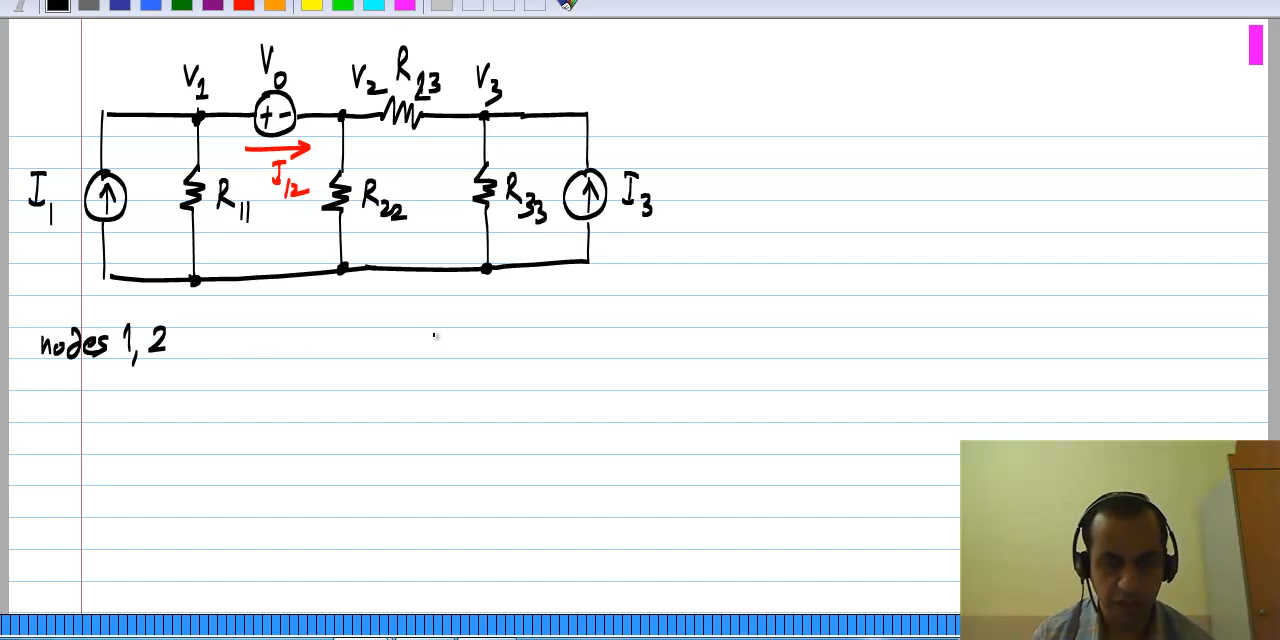 V0
V1
V2
R23
V3
+ -
I12
I1
R11
R22
R33
I3
nodes 1, 2